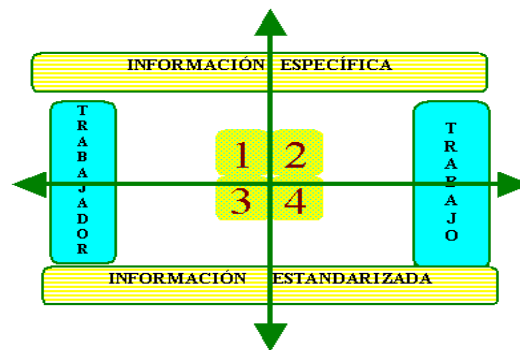 INFORMACIÓN ESPECÍFICA
TRABAJADOR
1 2
3 4
TRABAJO
INFORMACIÓN ESTANDARIZADA